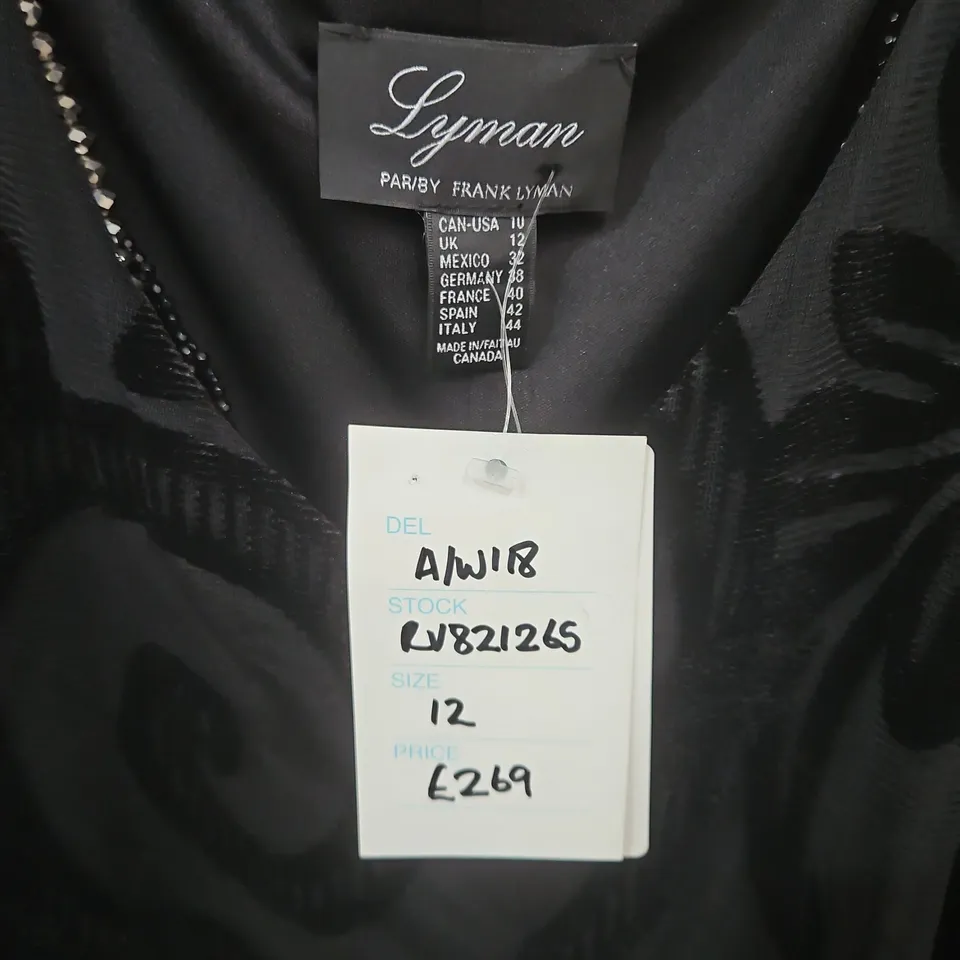 Lyman
PAR/BY FRANK LYMAN
CAN-USA 10
UK 12
MEXICO 32
GERMANY 38
FRANCE 40
SPAIN 42
ITALY 44
MADE IN/FAIT AU
CANADA
DEL
A/W18
STOCK
RV821265
SIZE
12
PRICE
£269